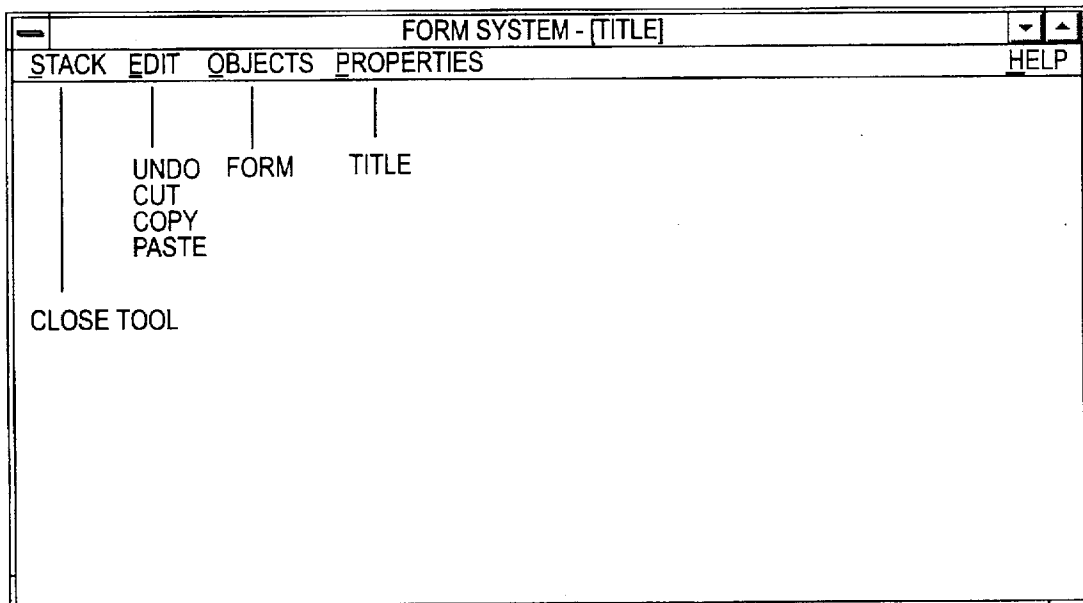 FORM SYSTEM - [TITLE]
STACK EDIT OBJECTS PROPERTIES HELP
UNDO FORM TITLE
CUT
COPY
PASTE
CLOSE TOOL